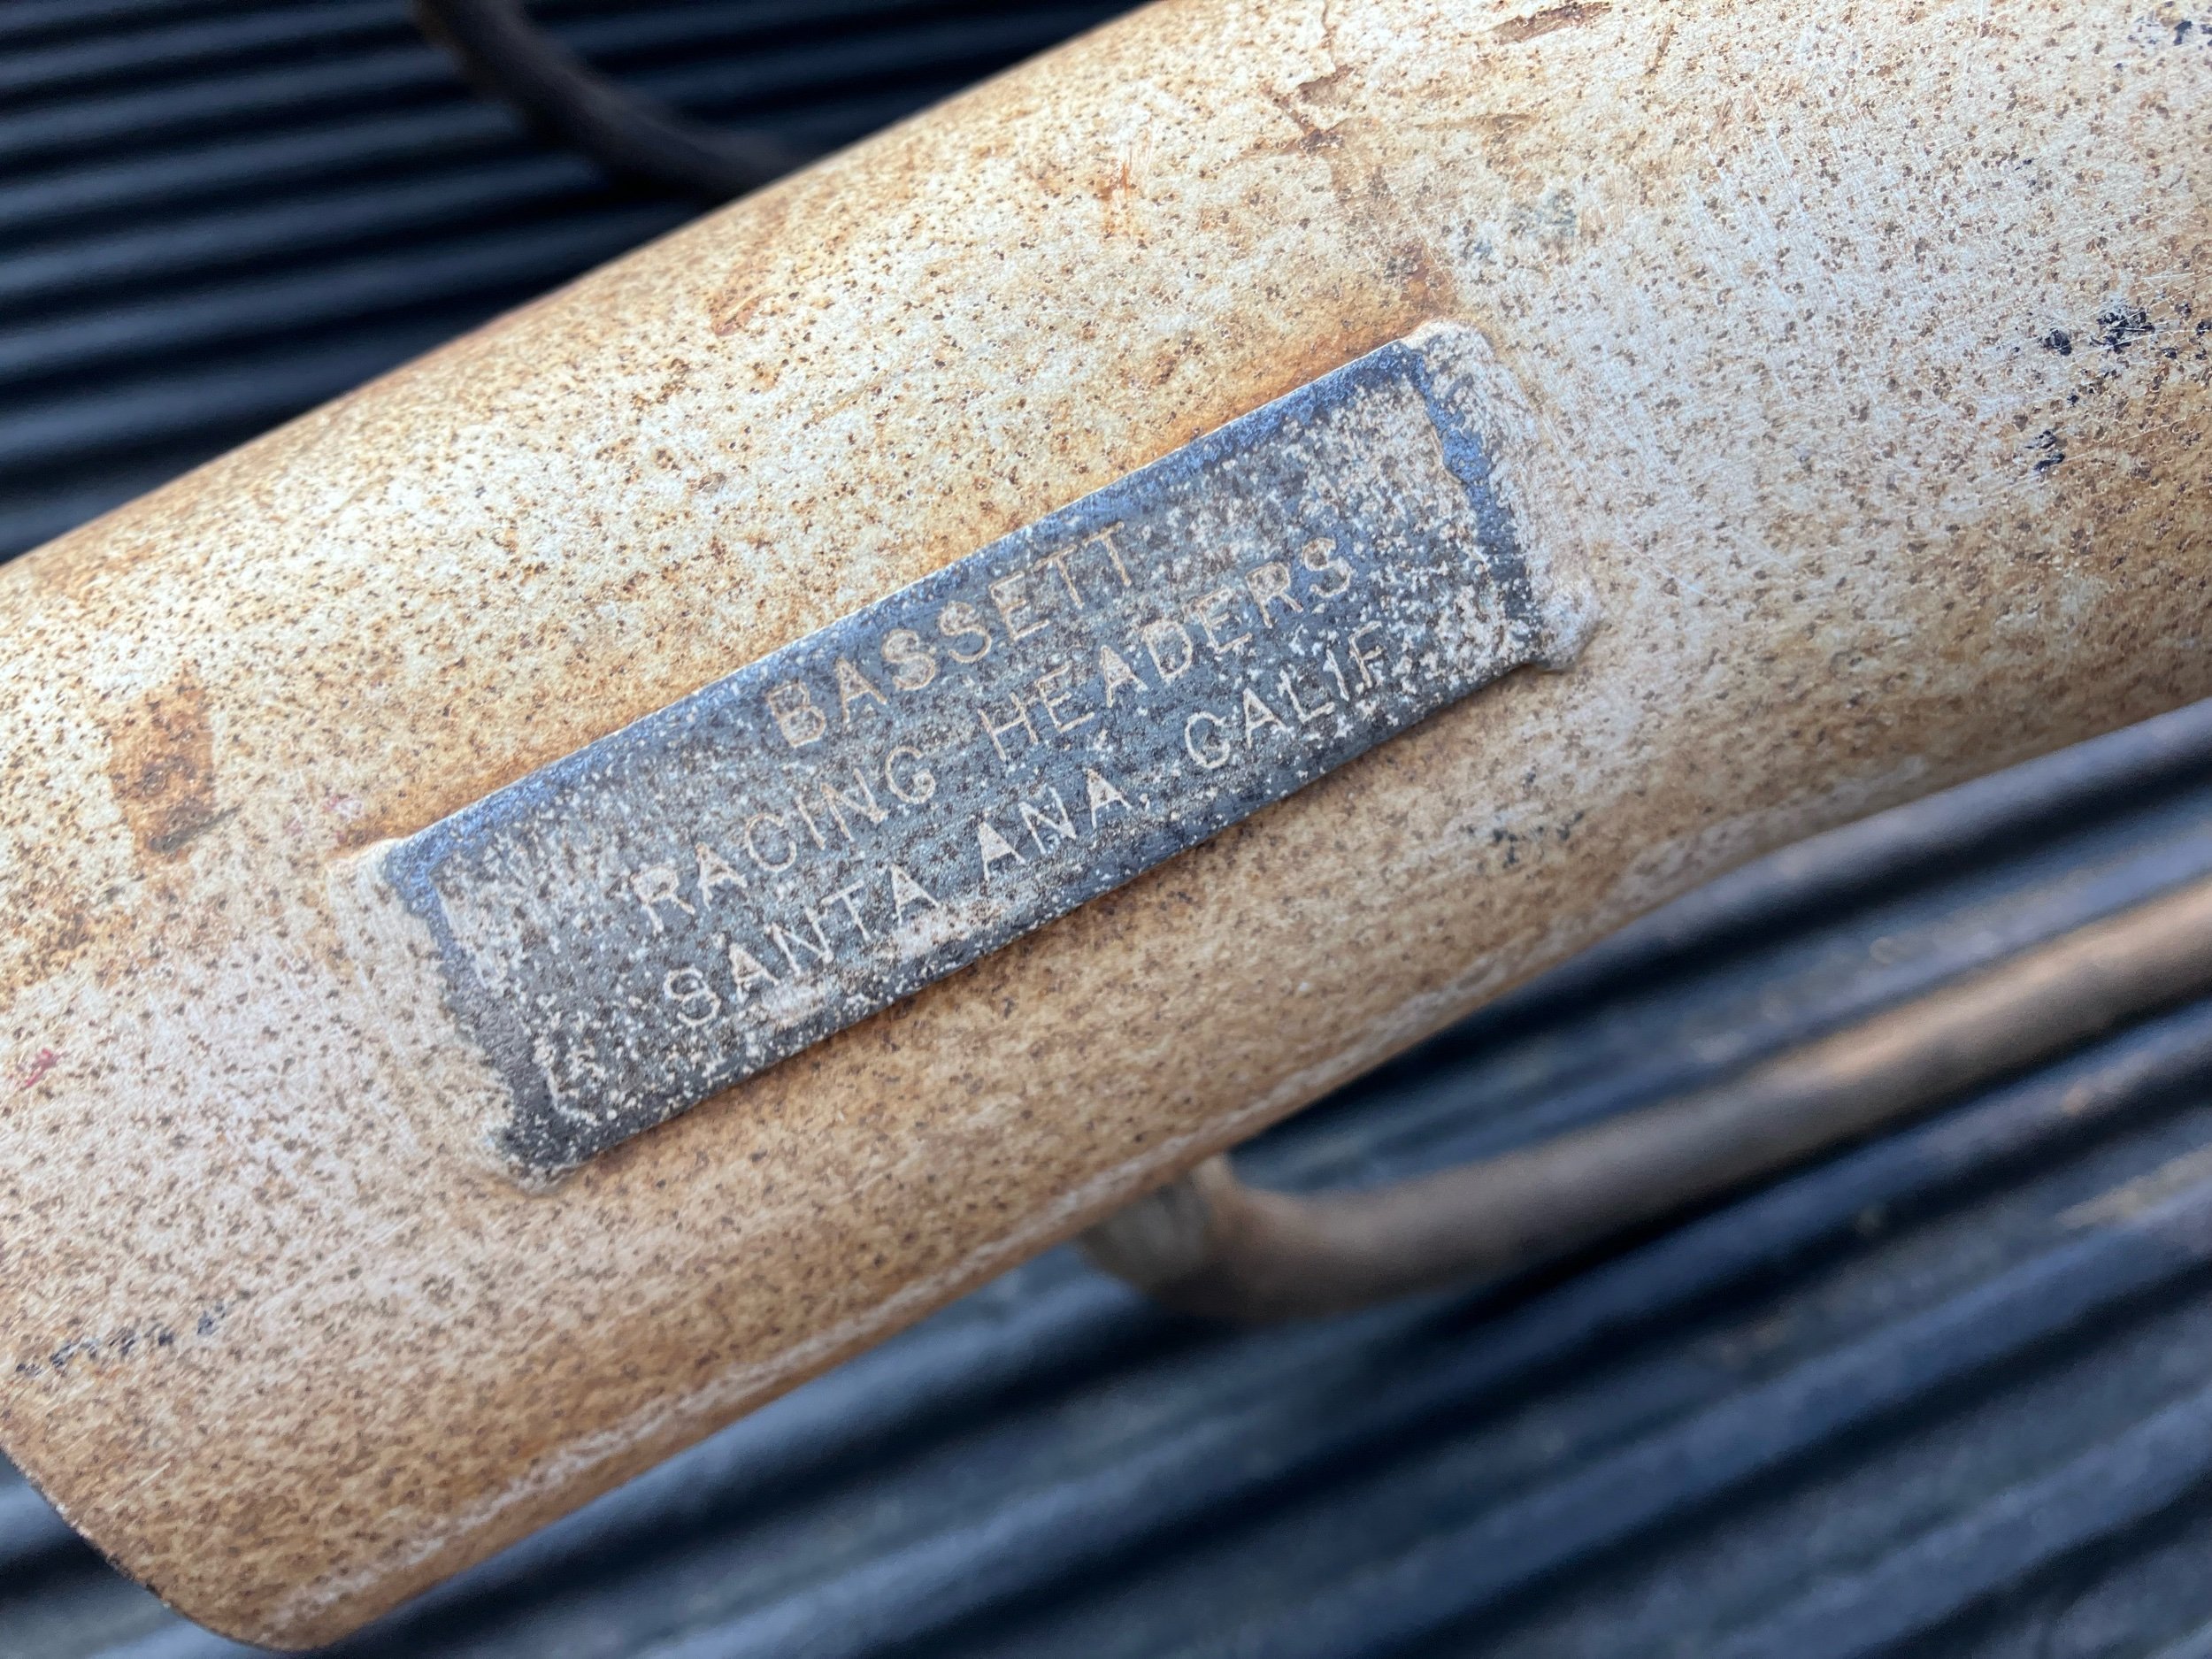 BASSETT
RACING HEADERS
SANTA ANA, CALIF